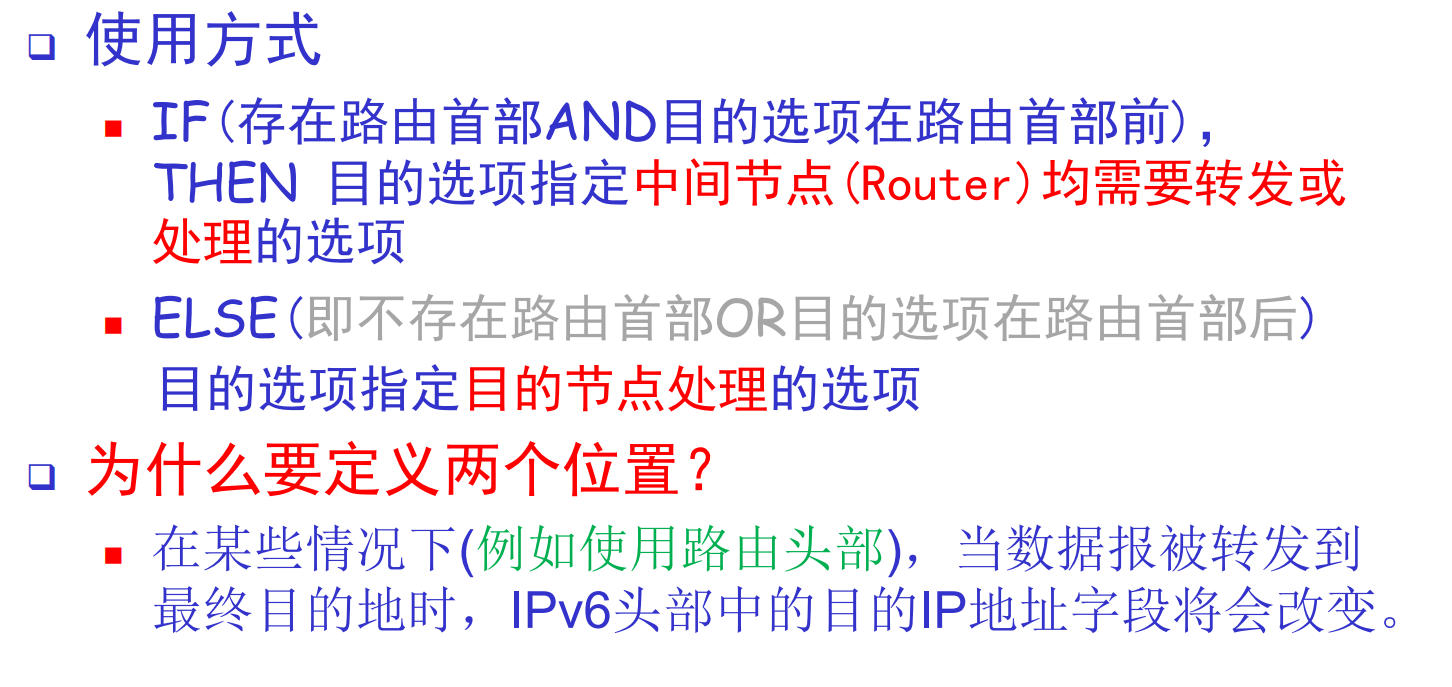 使用方式
IF(存在路由首部AND目的选项在路由首部前),
THEN 目的选项指定中间节点(Router)均需要转发或
处理的选项
ELSE(即不存在路由首部OR目的选项在路由首部后)
目的选项指定目的节点处理的选项
为什么要定义两个位置?
在某些情况下(例如使用路由头部)，当数据报被转发到
最终目的地时，IPv6头部中的目的IP地址字段将会改变。